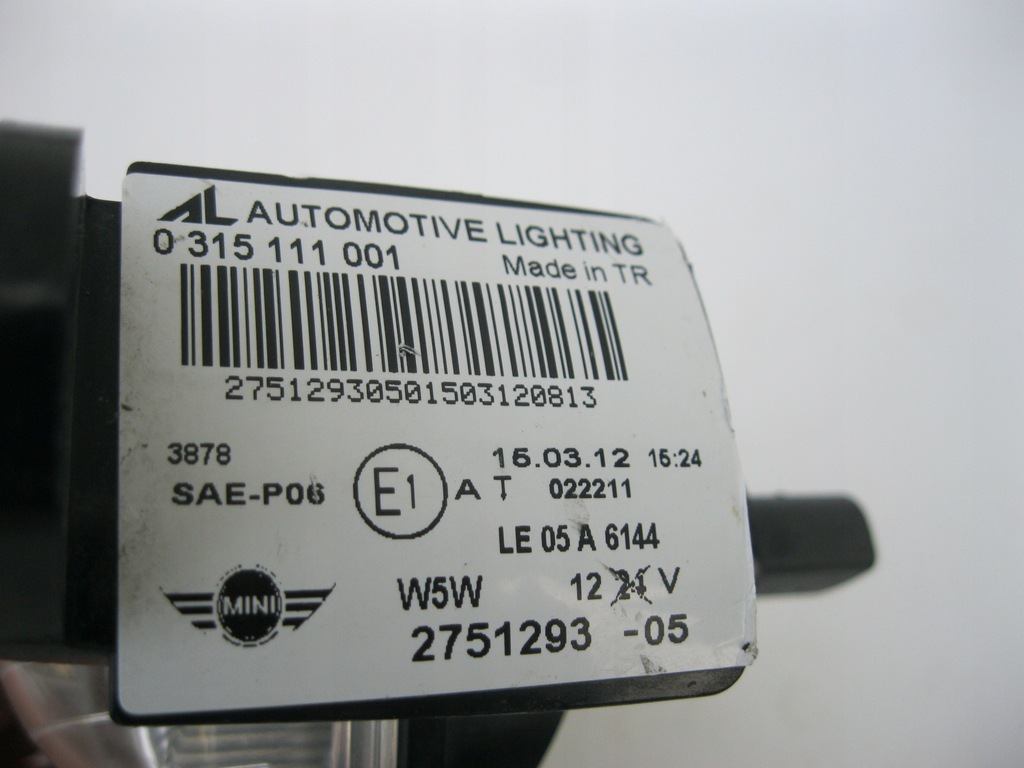 AL AUTOMOTIVE LIGHTING
0 315 111 001
Made in TR
27512930501503120813
3878
15.03.12 15:24
SAE-P06 E1 A T 022211
LE 05 A 6144
MINI
W5W 12 24 V
2751293 -05